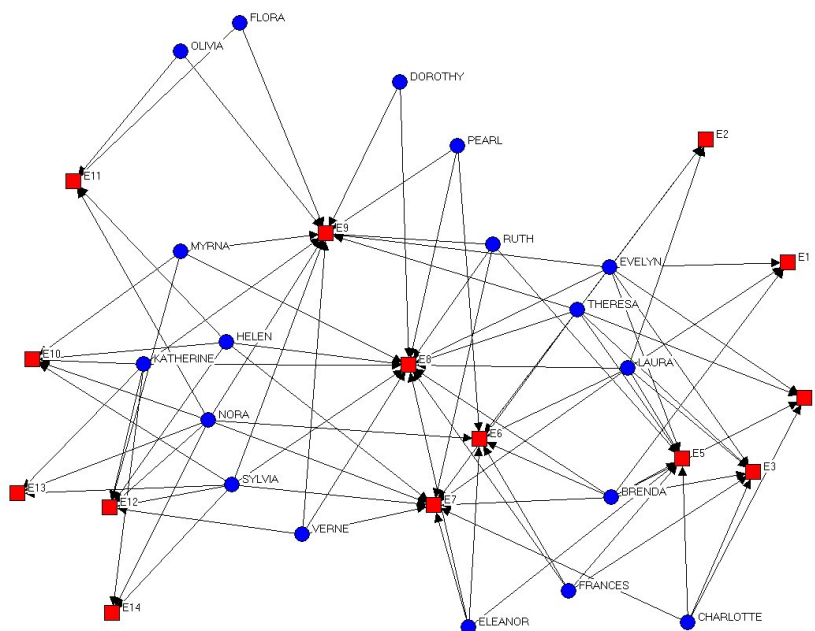 FLORA
OLIVIA
DOROTHY
E2
PEARL
E11
E9
RUTH
MYRNA
EVELYN
E1
THERESA
HELEN
E10
KATHERINE
E8
LAURA
NORA
E6
E5
E3
SYLVIA
E13
E12
E7
BRENDA
VERNE
FRANCES
E14
ELEANOR
CHARLOTTE